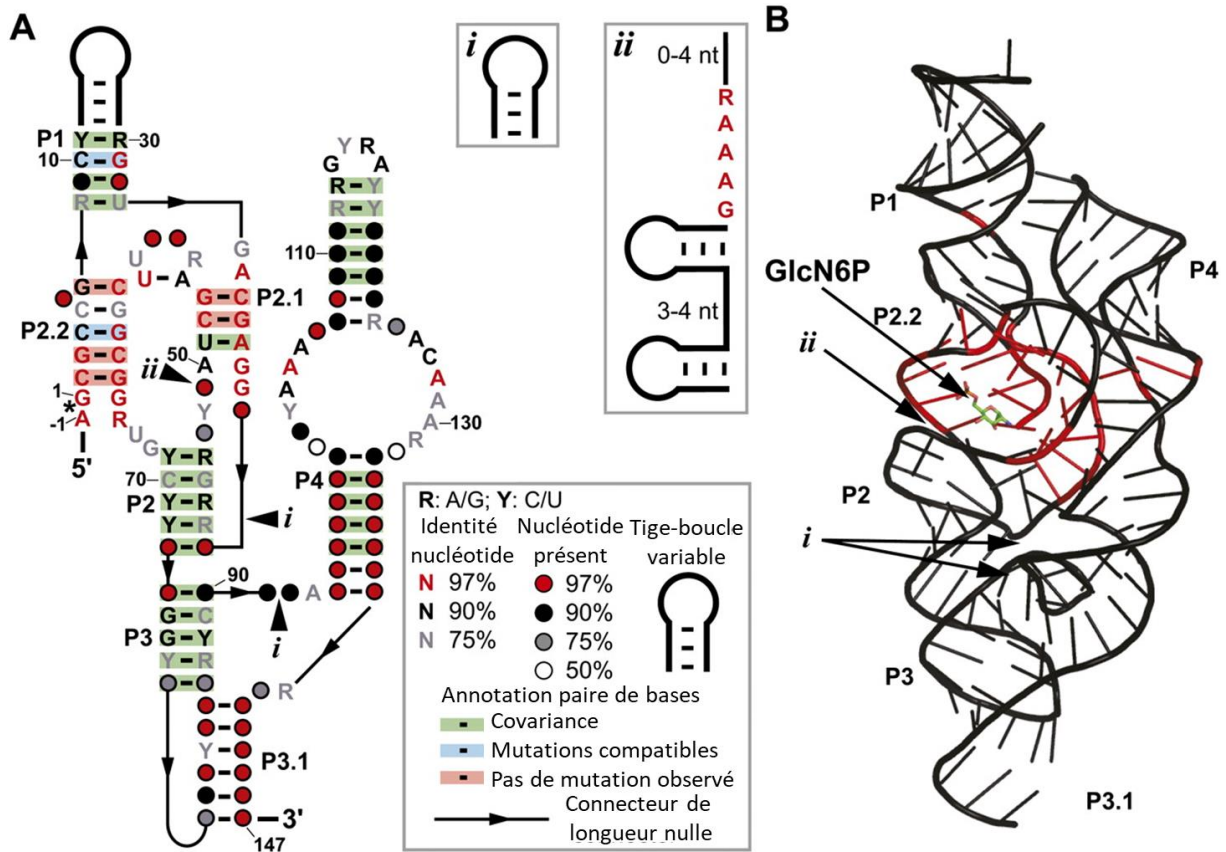 A
P1
Y - R
30
10
C - G
R - U
G
U
R
A
U - A
G - C
C
G
P2.2
C - G
G - C
C - G
1
G
G
*
-1
A
R
5'
U
G
G - C
P2.1
C - G
U - A
50
A
G
ii
G
Y
Y - R
70
C - G
P2
Y - R
Y - R
i
90
A
G - C
P3
G - Y
i
Y - R
R
P3.1
3'
147
Y R
G A
R - Y
R - Y
110
R
A
A
A
A
Y
A
C
A
A
A
130
R
P4
i
ii
0-4 nt
R
A
A
A
G
3-4 nt
R: A/G; Y: C/U
Identité Nucléotide Tige-boucle
nucléotide présent variable
N 97% 97%
N 90% 90%
N 75% 75%
50%
Annotation paire de bases
Covariance
Mutations compatibles
Pas de mutation observé
Connecteur de
longueur nulle
B
P1
GlcN6P
P4
P2.2
ii
P2
i
P3
P3.1